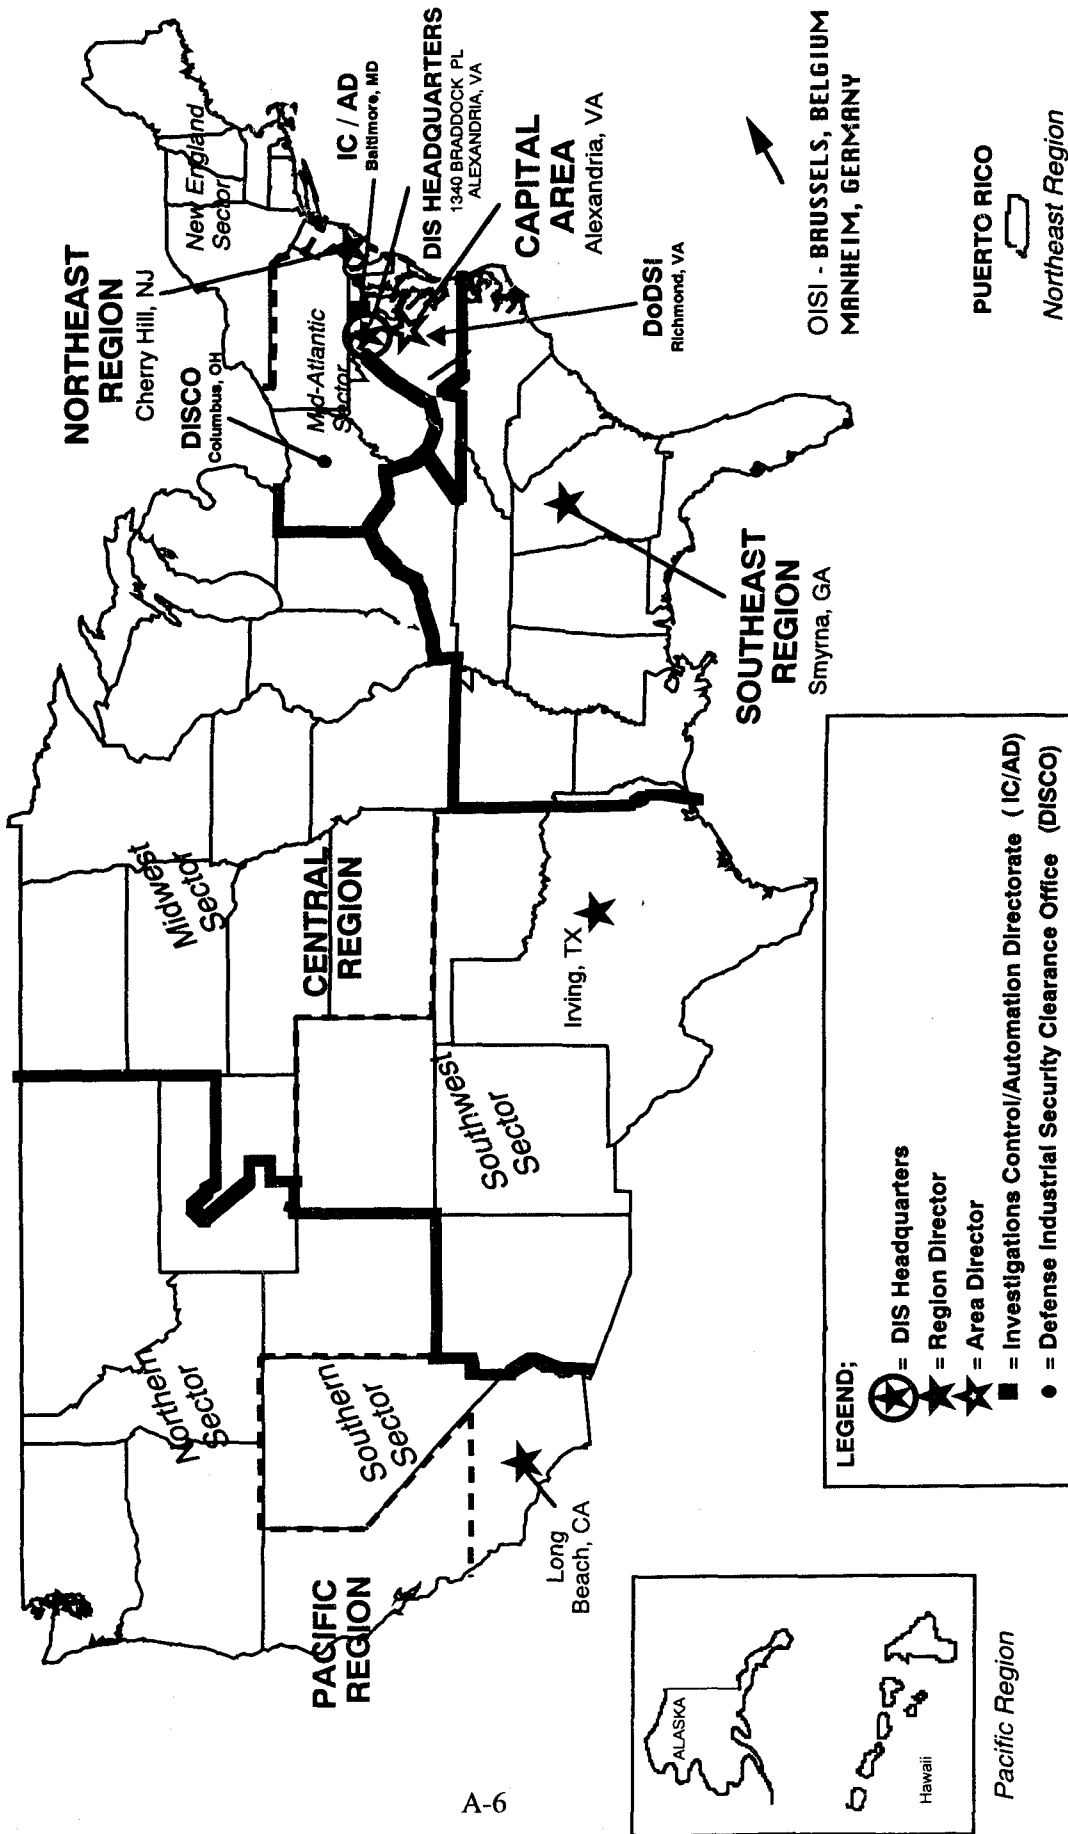 NORTHEAST
REGION
Cherry Hill, NJ
DISCO
Columbus, OH
New England
Sector
Mid-Atlantic
Sector
IC / AD
Baltimore, MD
DIS HEADQUARTERS
1340 BRADDOCK PL
ALEXANDRIA, VA
CAPITAL
AREA
Alexandria, VA
DoDSI
Richmond, VA
OISI - BRUSSELS, BELGIUM
MANHEIM, GERMANY
PUERTO RICO
Northeast Region
SOUTHEAST
REGION
Smyrna, GA
Midwest
Sector
CENTRAL
REGION
Irving, TX
Southwest
Sector
Northern
Sector
Southern
Sector
PACIFIC
REGION
Long
Beach, CA
ALASKA
Hawaii
Pacific Region
LEGEND;
= DIS Headquarters
= Region Director
= Area Director
= Investigations Control/Automation Directorate ( IC/AD)
= Defense Industrial Security Clearance Office (DISCO)
A-6